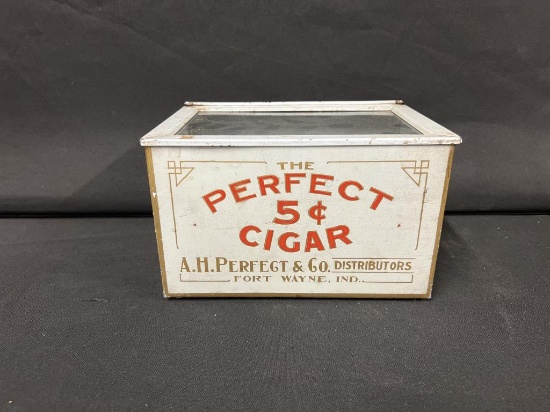 THE
PERFECT
5¢
CIGAR
A.H. PERFECT & CO. DISTRIBUTORS
FORT WAYNE, IND.